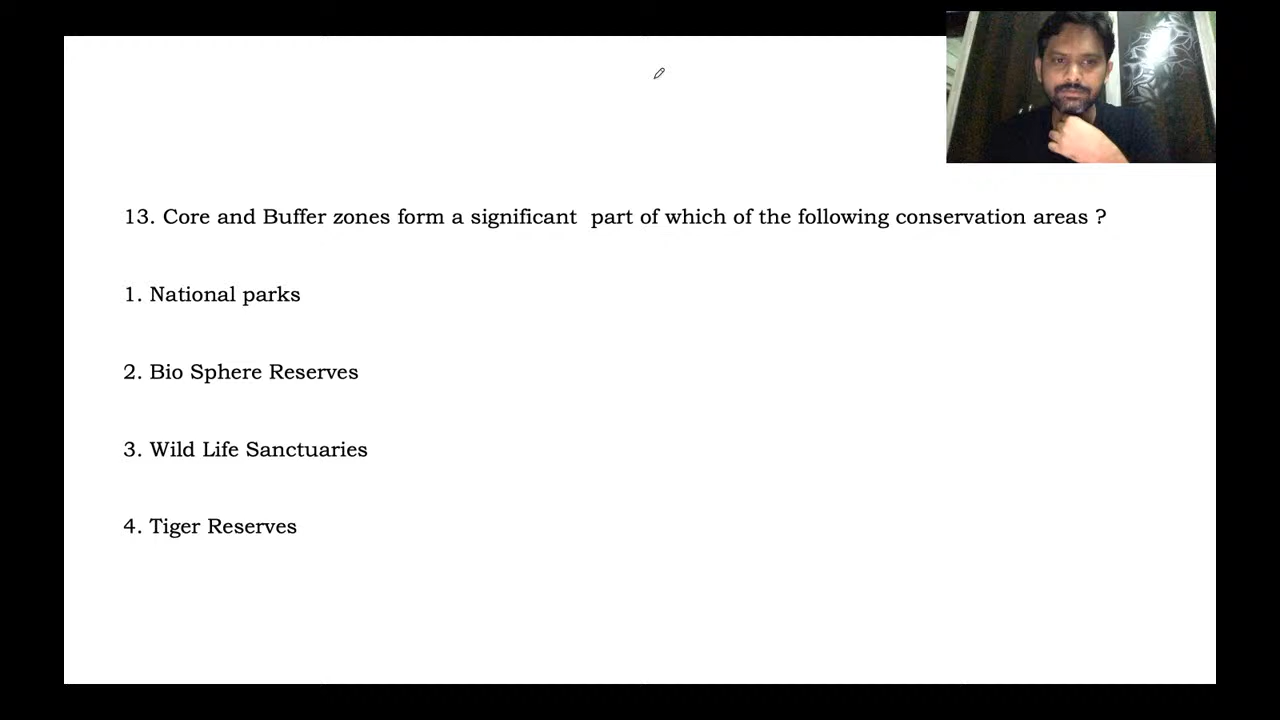 13. Core and Buffer zones form a significant  part of which of the following conservation areas ?
1. National parks
2. Bio Sphere Reserves
3. Wild Life Sanctuaries
4. Tiger Reserves